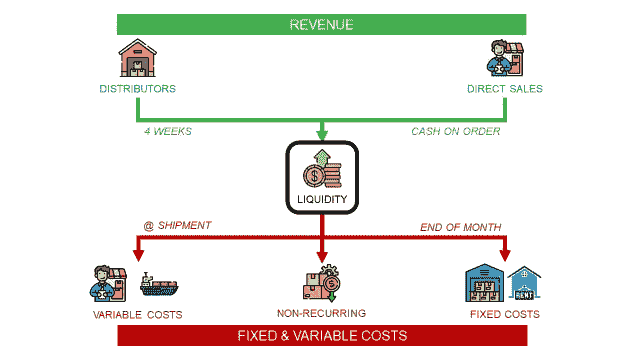 REVENUE
DISTRIBUTORS
DIRECT SALES
4 WEEKS
CASH ON ORDER
LIQUIDITY
@ SHIPMENT
END OF MONTH
RENT
VARIABLE COSTS
NON-RECURRING
FIXED COSTS
FIXED & VARIABLE COSTS